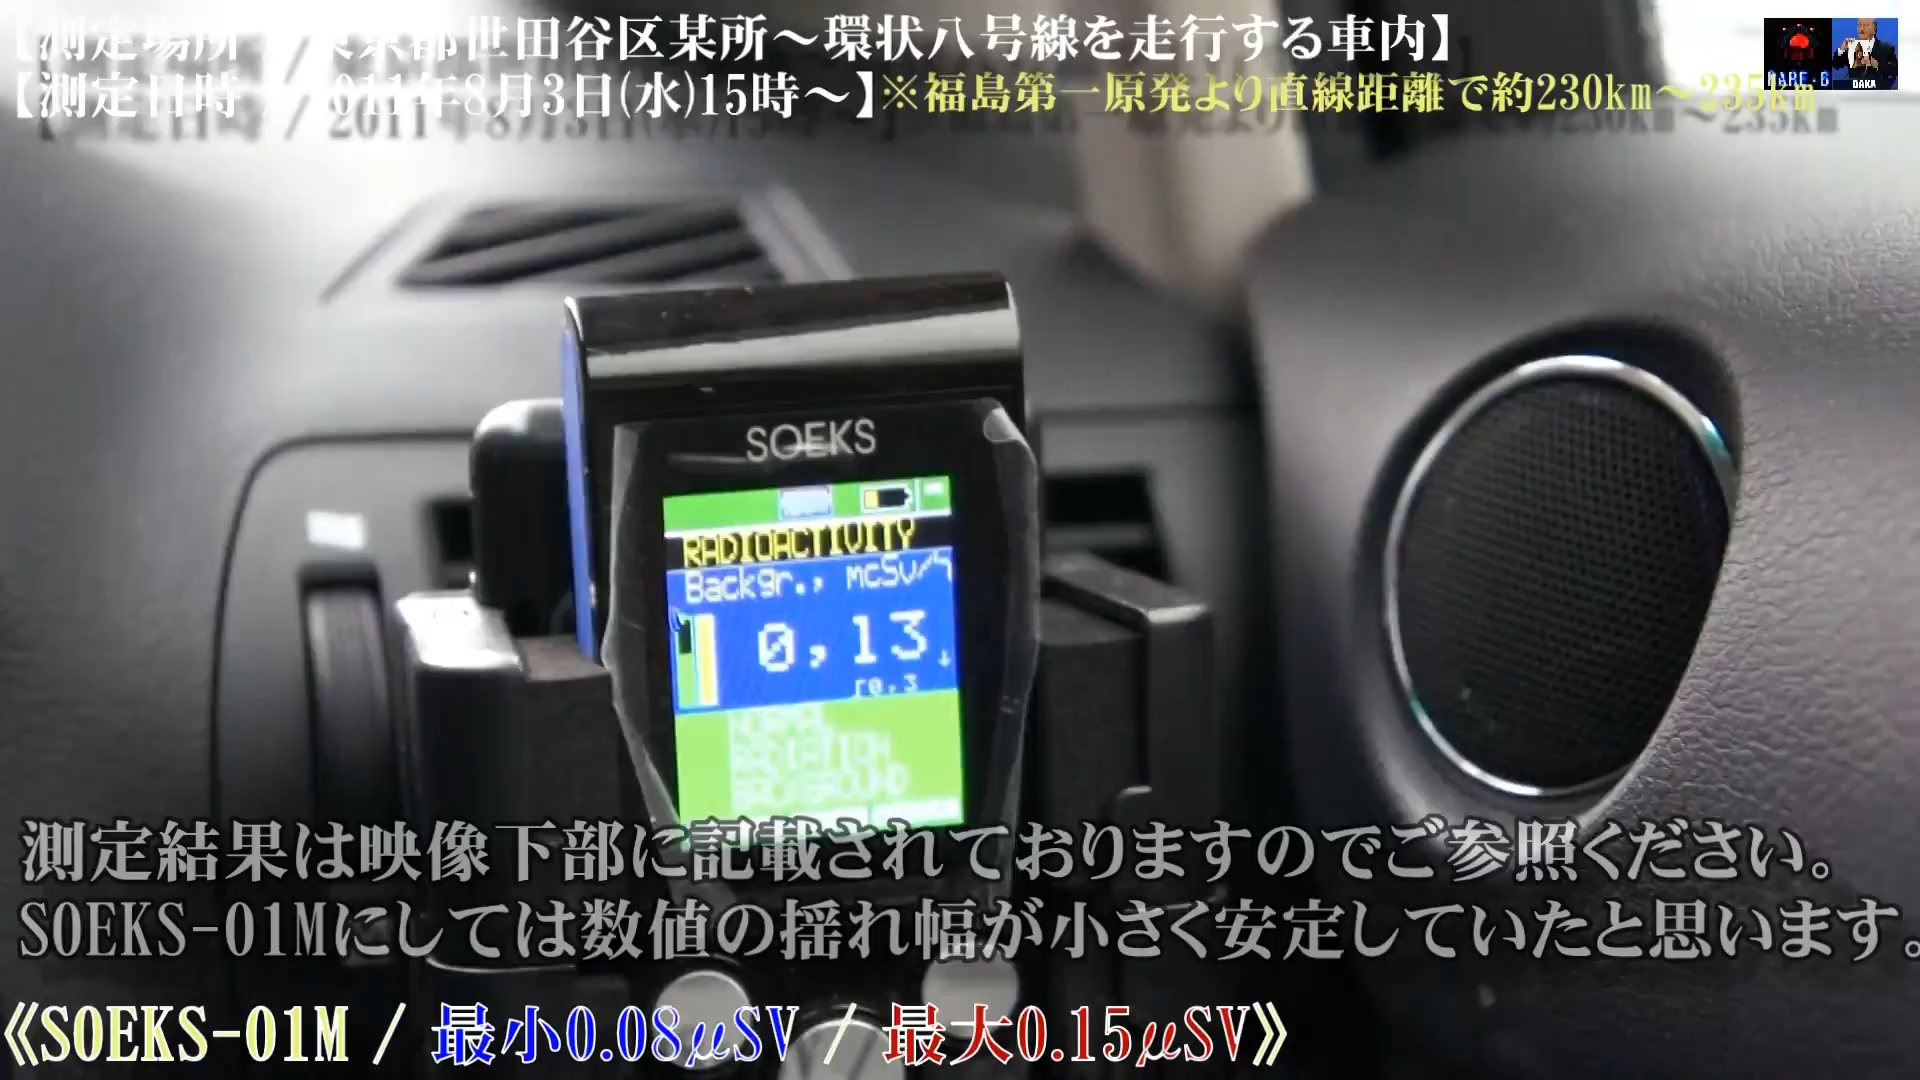 【測定場所 / 東京都世田谷区某所～環状八号線を走行する車内】
【測定日時 / 2011年8月3日(水)15時～】※福島第一原発より直線距離で約230km～235km
SOEKS
RADIOACTIVITY
Backgr., mcSv/h
0,13
NORMAL
RADIATION
BACKGROUND
測定結果は映像下部に記載されておりますのでご参照ください。
SOEKS-01Mにしては数値の揺れ幅が小さく安定していたと思います。
《SOEKS-01M / 最小0.08μSV / 最大0.15μSV》